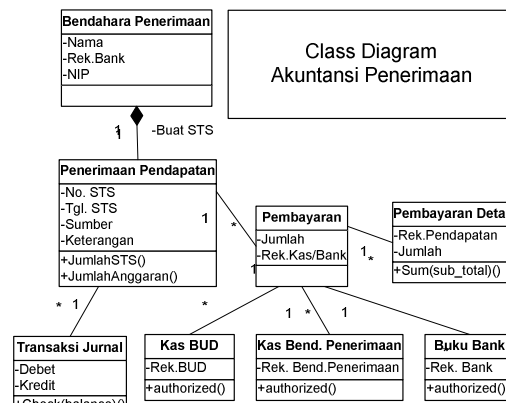 Bendahara Penerimaan
-Nama
-Rek.Bank
-NIP
Class Diagram
Akuntansi Penerimaan
1
1
-Buat STS
Penerimaan Pendapatan
-No. STS
-Tgl. STS
-Sumber
-Keterangan
+JumlahSTS()
+JumlahAnggaran()
1
*
Pembayaran
-Jumlah
-Rek.Kas/Bank
1
1
*
Pembayaran Deta
-Rek.Pendapatan
-Jumlah
+Sum(sub_total)()
*
1
*
1
*
1
Transaksi Jurnal
-Debet
-Kredit
+Check(balance)()
Kas BUD
-Rek.BUD
+authorized()
Kas Bend. Penerimaan
-Rek. Bend.Penerimaan
+authorized()
Buku Bank
-Rek. Bank
+authorized()